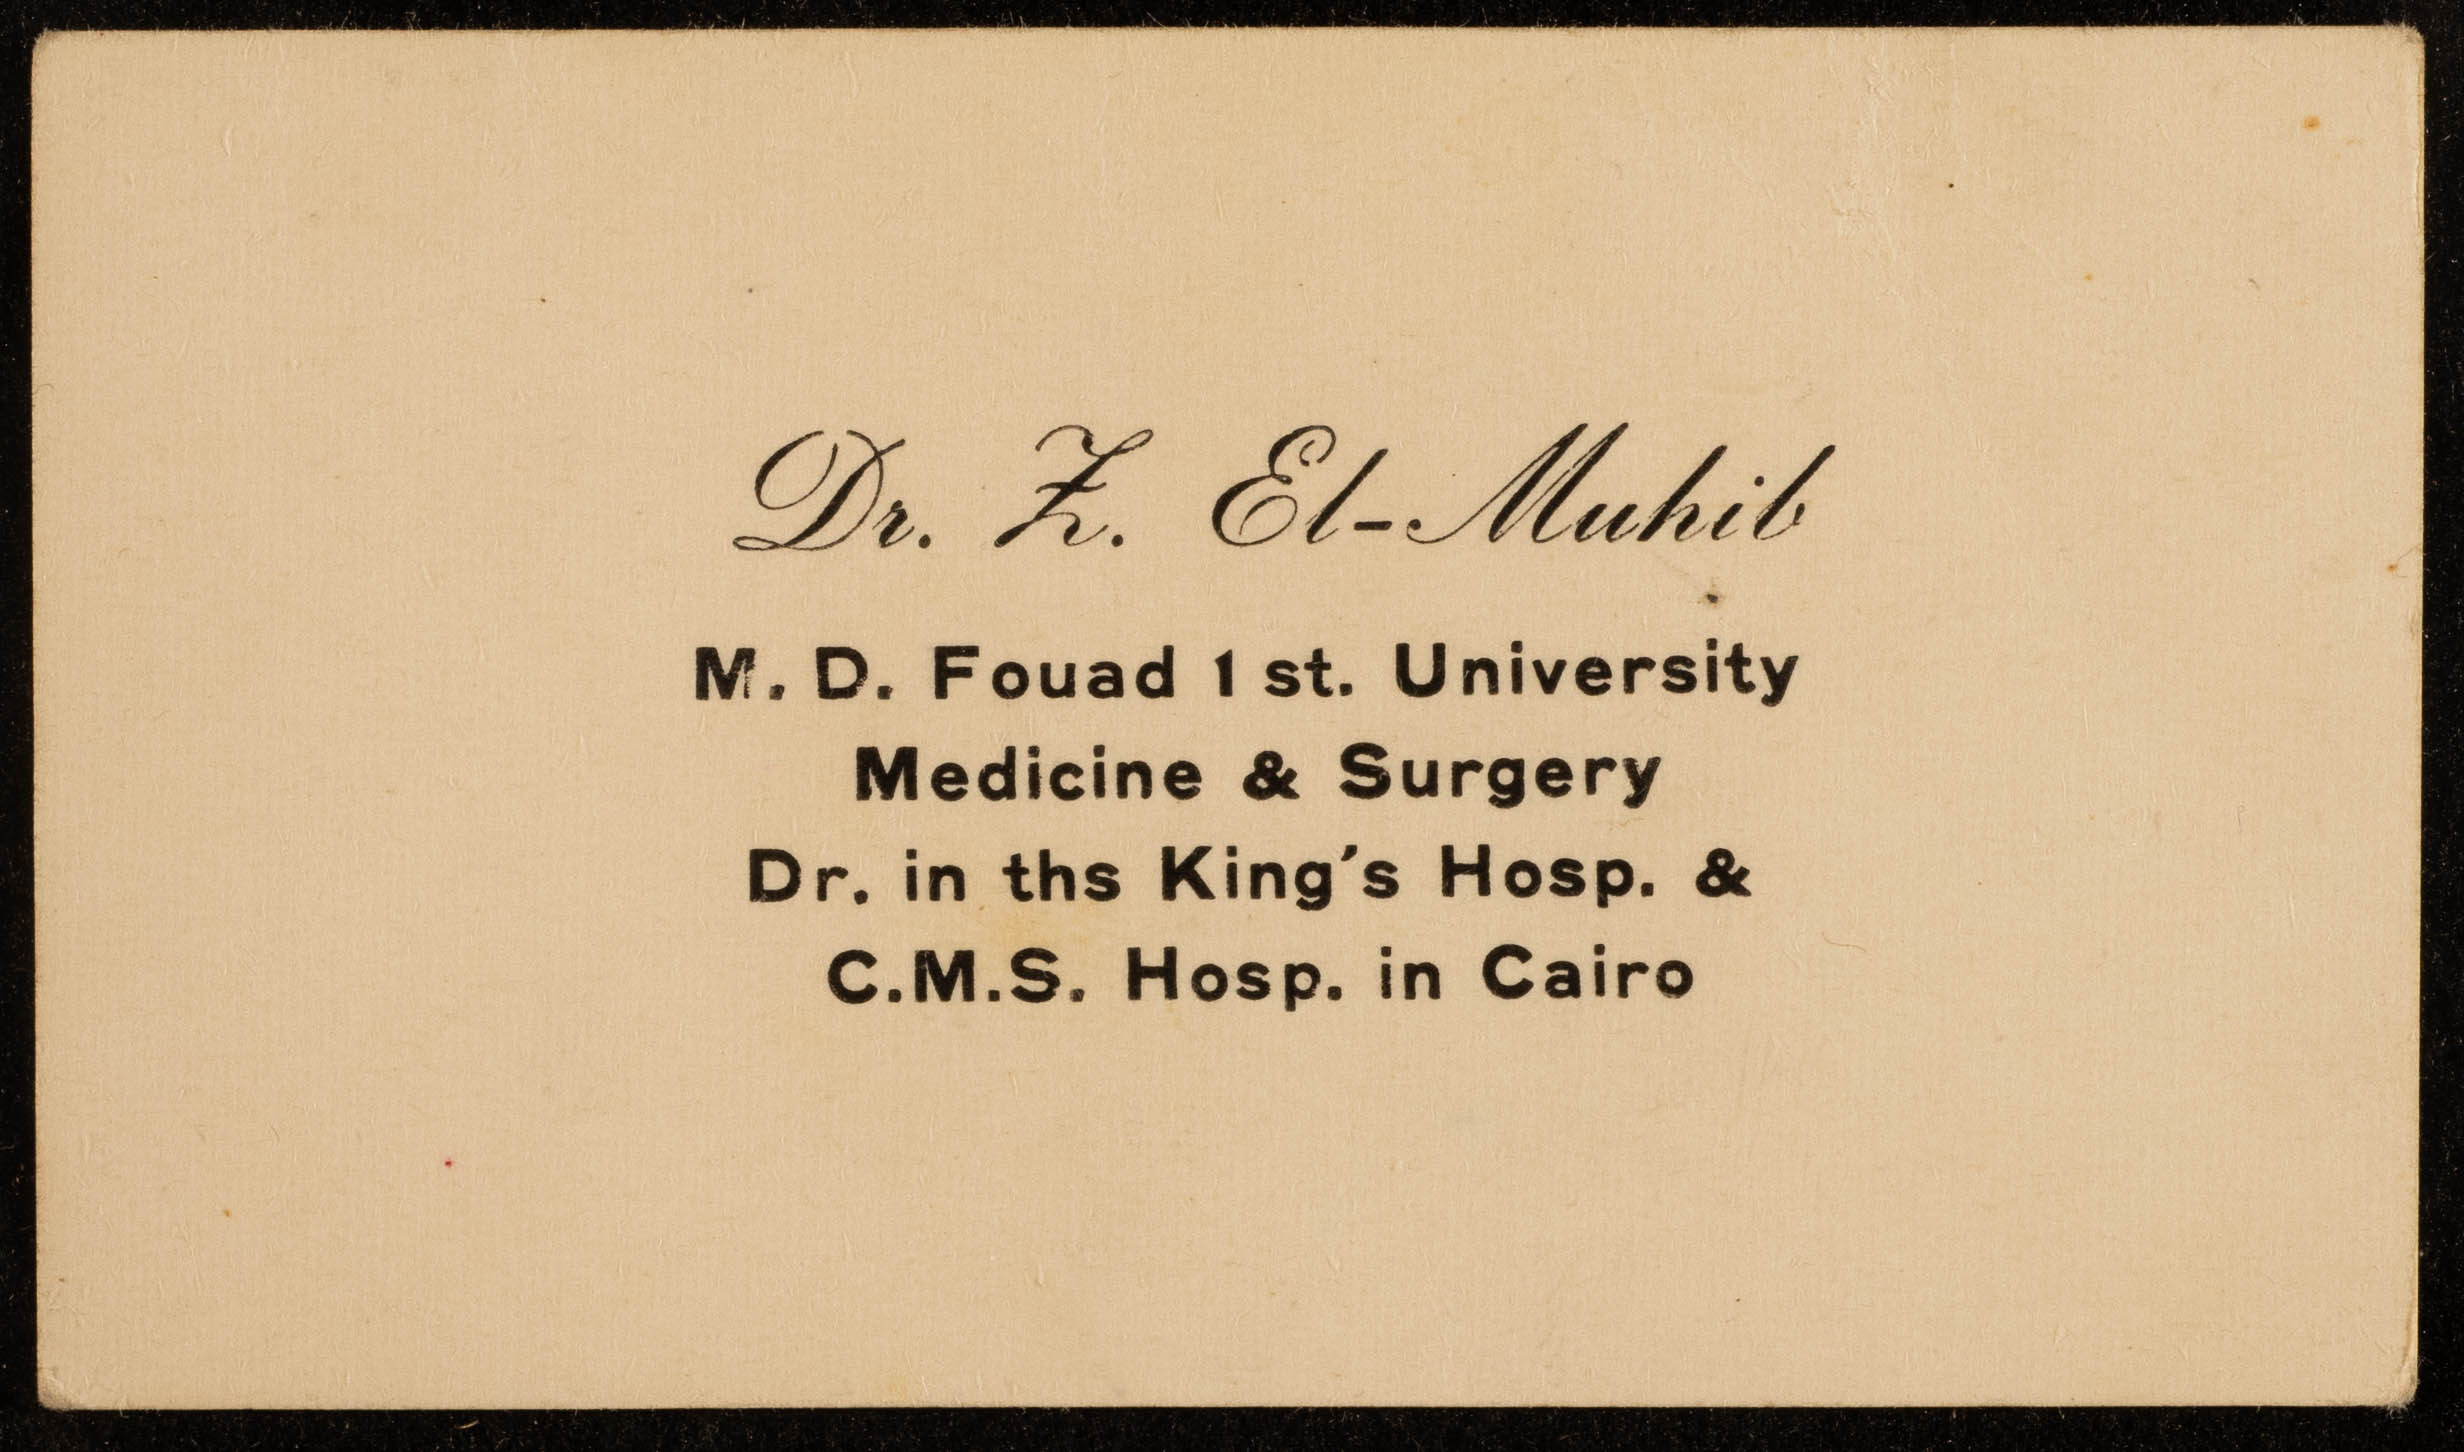 Dr. Z. El-Muhib
M. D. Fouad 1 st. University
Medicine & Surgery
Dr. in ths King's Hosp. &
C.M.S. Hosp. in Cairo